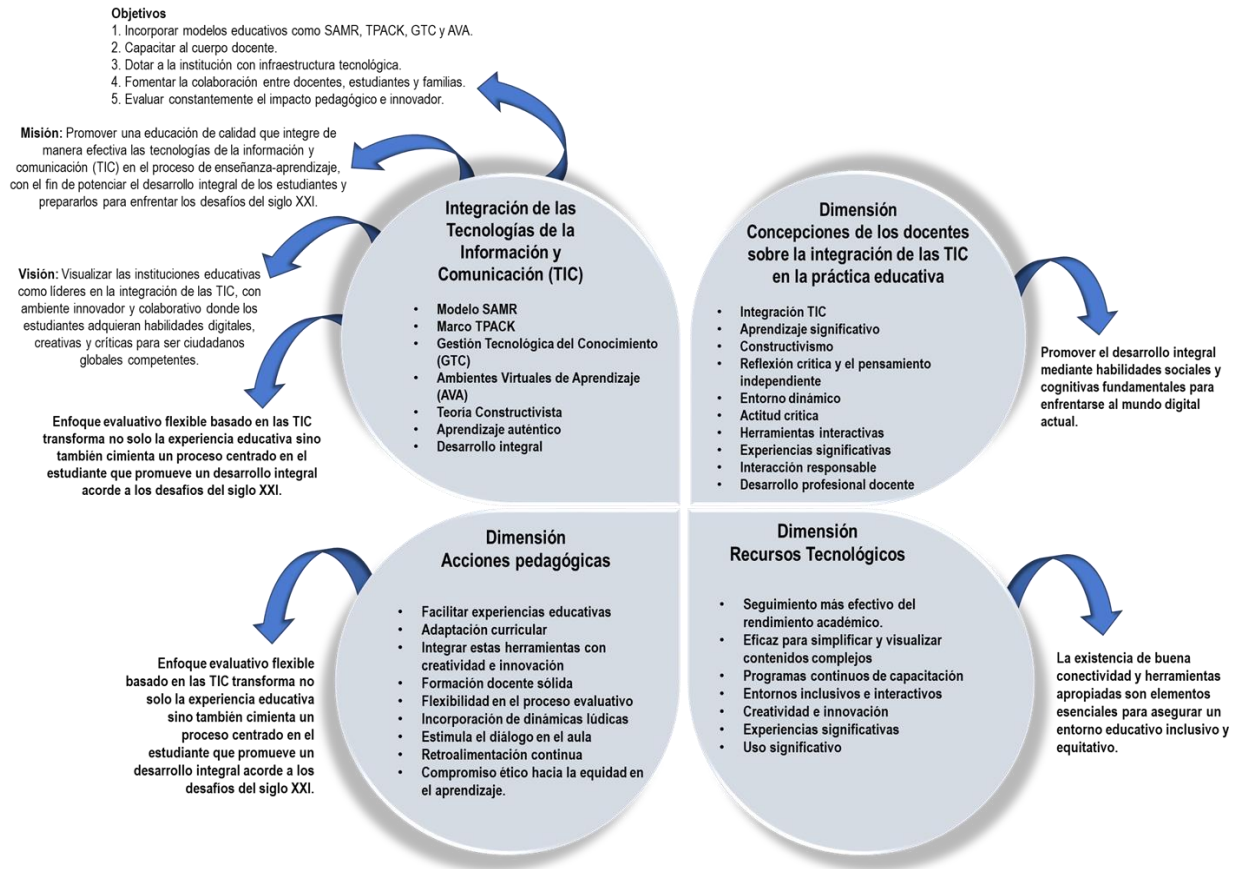 Objetivos
1. Incorporar modelos educativos como SAMR, TPACK, GTC y AVA.
2. Capacitar al cuerpo docente.
3. Dotar a la institución con infraestructura tecnológica.
4. Fomentar la colaboración entre docentes, estudiantes y familias.
5. Evaluar constantemente el impacto pedagógico e innovador.
Misión: Promover una educación de calidad que integre de
manera efectiva las tecnologías de la información y
comunicación (TIC) en el proceso de enseñanza-aprendizaje,
con el fin de potenciar el desarrollo integral de los estudiantes y
prepararlos para enfrentar los desafíos del siglo XXI.
Visión: Visualizar las instituciones educativas
como líderes en la integración de las TIC, con
ambiente innovador y colaborativo donde los
estudiantes adquieran habilidades digitales,
creativas y críticas para ser ciudadanos
globales competentes.
Enfoque evaluativo flexible basado en las TIC
transforma no solo la experiencia educativa sino
también cimienta un proceso centrado en el
estudiante que promueve un desarrollo integral
acorde a los desafíos del siglo XXI.
Integración de las
Tecnologías de la
Información y
Comunicación (TIC)
• Modelo SAMR
• Marco TPACK
• Gestión Tecnológica del Conocimiento
(GTC)
• Ambientes Virtuales de Aprendizaje
(AVA)
• Teoría Constructivista
• Aprendizaje auténtico
• Desarrollo integral
Dimensión
Concepciones de los docentes
sobre la integración de las TIC
en la práctica educativa
• Integración TIC
• Aprendizaje significativo
• Constructivismo
• Reflexión crítica y el pensamiento
independiente
• Entorno dinámico
• Actitud crítica
• Herramientas interactivas
• Experiencias significativas
• Interacción responsable
• Desarrollo profesional docente
Promover el desarrollo integral
mediante habilidades sociales y
cognitivas fundamentales para
enfrentarse al mundo digital
actual.
Dimensión
Acciones pedagógicas
• Facilitar experiencias educativas
• Adaptación curricular
• Integrar estas herramientas con
creatividad e innovación
• Formación docente sólida
• Flexibilidad en el proceso evaluativo
• Incorporación de dinámicas lúdicas
• Estimula el diálogo en el aula
• Retroalimentación continua
• Compromiso ético hacia la equidad en
el aprendizaje.
Enfoque evaluativo flexible
basado en las TIC transforma no
solo la experiencia educativa
sino también cimienta un
proceso centrado en el
estudiante que promueve un
desarrollo integral acorde a los
desafíos del siglo XXI.
Dimensión
Recursos Tecnológicos
• Seguimiento más efectivo del
rendimiento académico.
• Eficaz para simplificar y visualizar
contenidos complejos
• Programas continuos de capacitación
• Entornos inclusivos e interactivos
• Creatividad e innovación
• Experiencias significativas
• Uso significativo
La existencia de buena
conectividad y herramientas
apropiadas son elementos
esenciales para asegurar un
entorno educativo inclusivo y
equitativo.